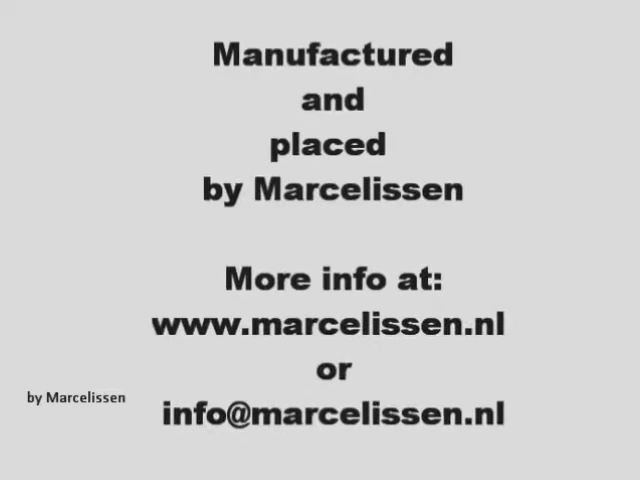 Manufactured
and
placed
by Marcelissen
More info at:
www.marcelissen.nl
or
info@marcelissen.nl
by Marcelissen